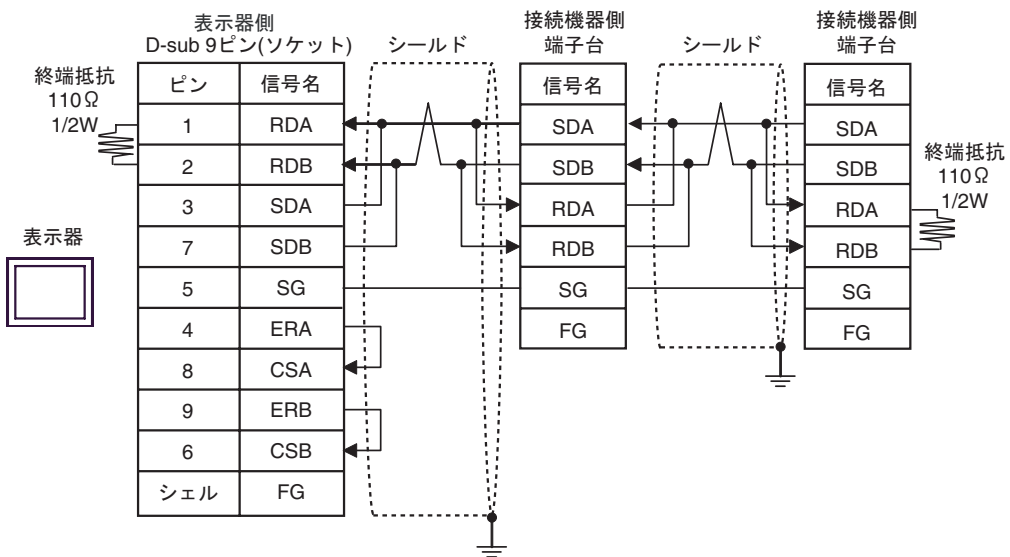 表示器側
D-sub 9ピン(ソケット)
シールド
接続機器側
端子台
シールド
接続機器側
端子台
終端抵抗
110Ω
1/2W
ピン 信号名
1 RDA
2 RDB
3 SDA
7 SDB
5 SG
4 ERA
8 CSA
9 ERB
6 CSB
シェル FG
表示器
信号名
SDA
SDB
RDA
RDB
SG
FG
信号名
SDA
SDB
RDA
RDB
SG
FG
終端抵抗
110Ω
1/2W